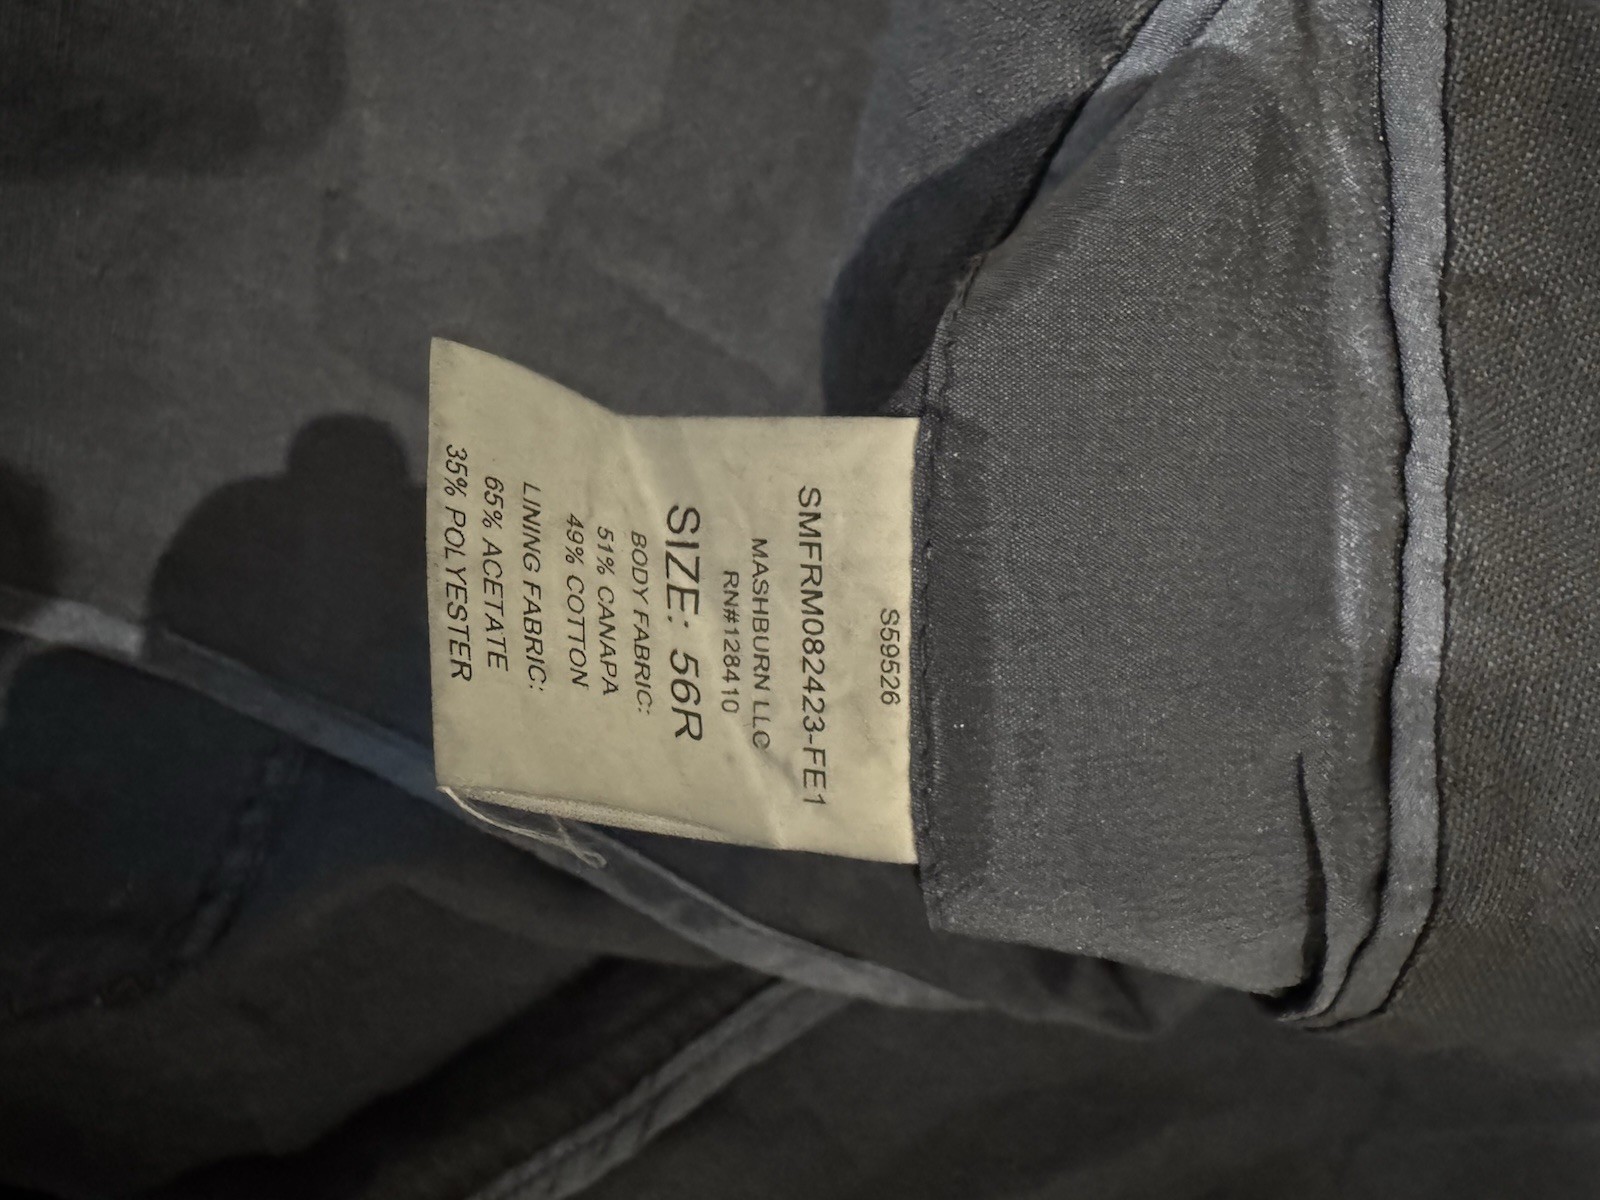 S59526
SMFRM082423-FE1
MASHBURN LLC
RN#128410
SIZE: 56R
BODY FABRIC:
51% CANAPA
49% COTTON
LINING FABRIC:
65% ACETATE
35% POLYESTER